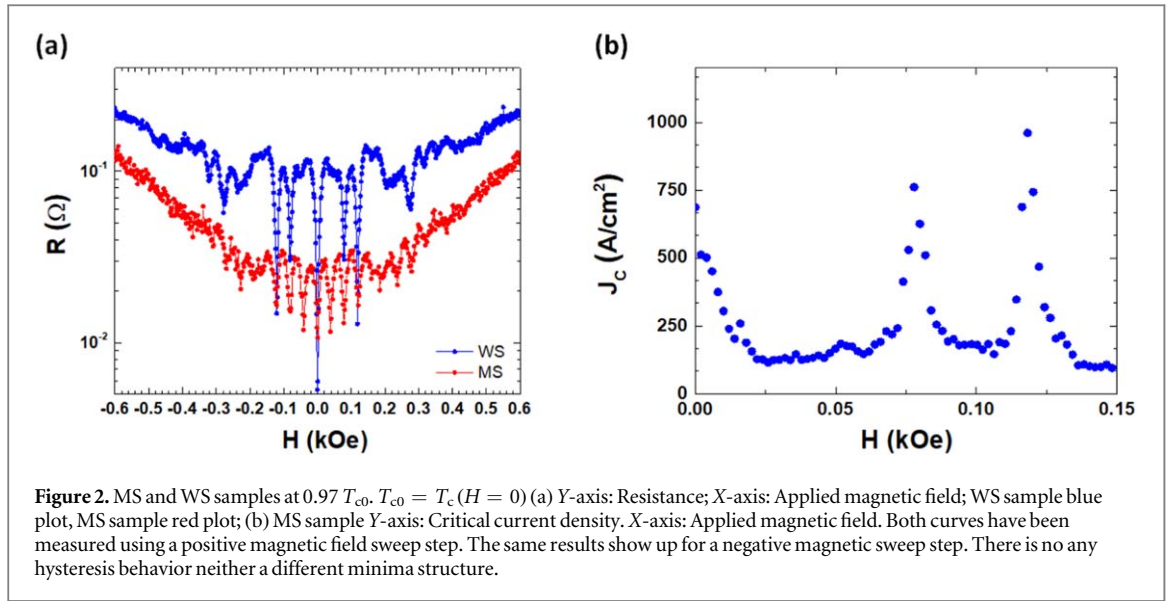 (a)
(b)
R (Ω)
10⁻¹
10⁻²
WS
MS
-0.6 -0.5 -0.4 -0.3 -0.2 -0.1 0.0 0.1 0.2 0.3 0.4 0.5 0.6
H (kOe)
J_C (A/cm²)
1000
750
500
250
0
0.00 0.05 0.10 0.15
H (kOe)
Figure 2. MS and WS samples at 0.97 T_c0. T_c0 = T_c (H = 0) (a) Y-axis: Resistance; X-axis: Applied magnetic field; WS sample blue
plot, MS sample red plot; (b) MS sample Y-axis: Critical current density. X-axis: Applied magnetic field. Both curves have been
measured using a positive magnetic field sweep step. The same results show up for a negative magnetic sweep step. There is no any
hysteresis behavior neither a different minima structure.